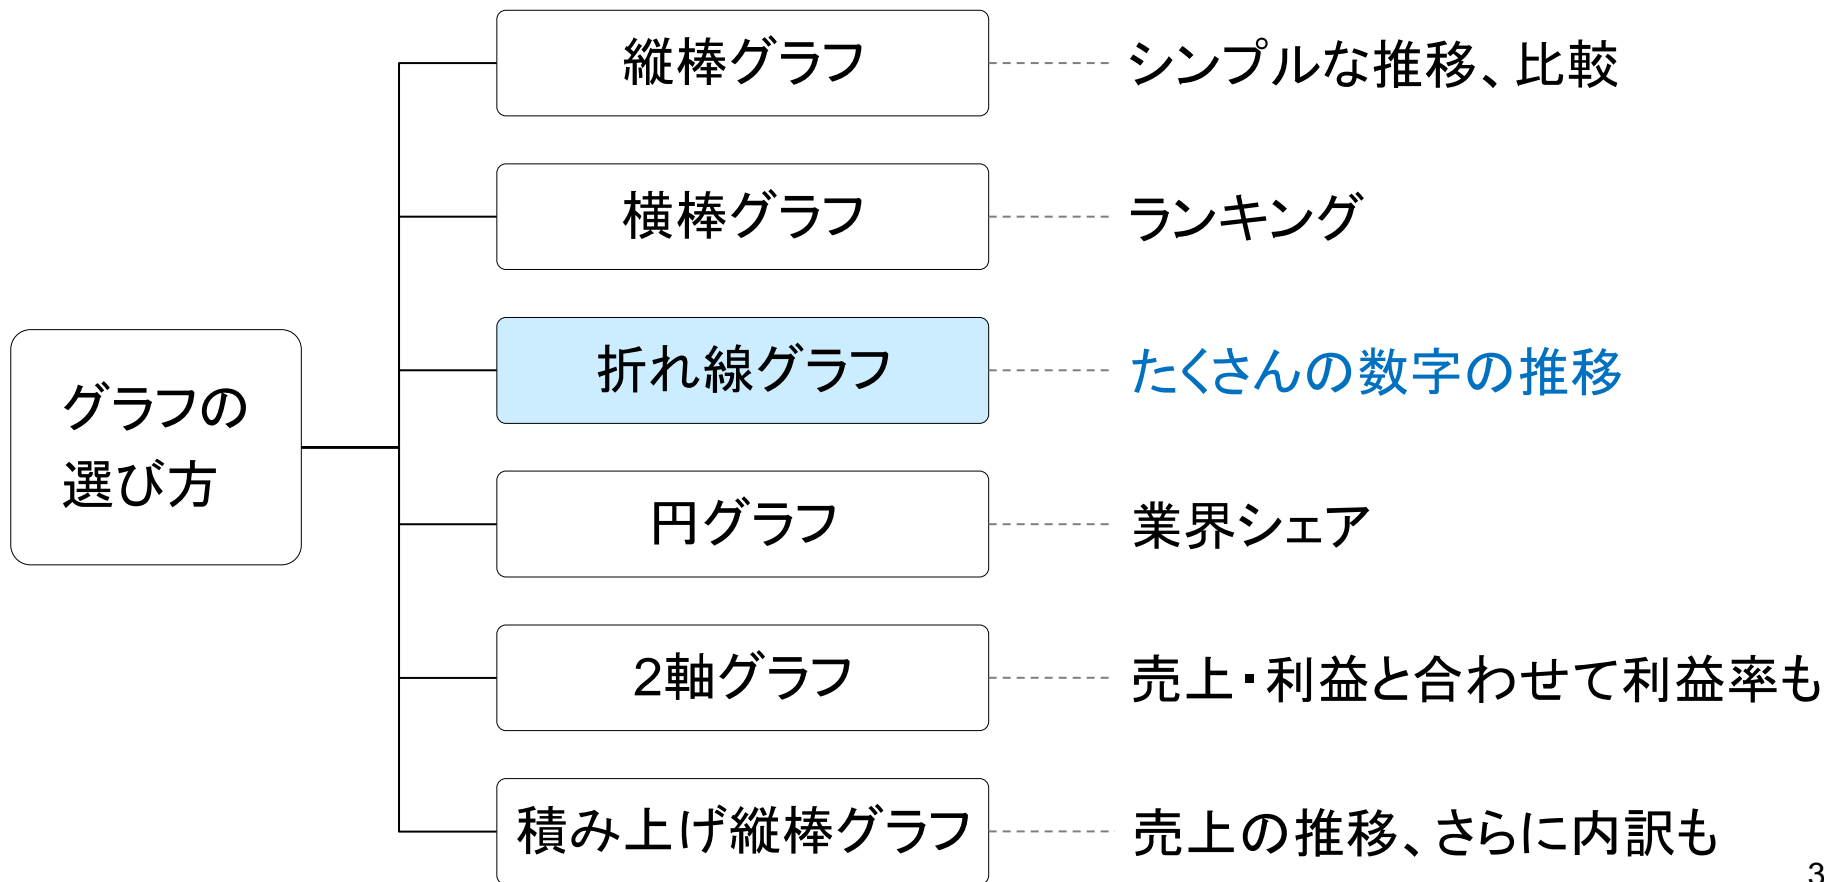 縦棒グラフ
シンプルな推移、比較
横棒グラフ
ランキング
折れ線グラフ
たくさんの数字の推移
グラフの
選び方
円グラフ
業界シェア
2軸グラフ
売上・利益と合わせて利益率も
積み上げ縦棒グラフ
売上の推移、さらに内訳も
3